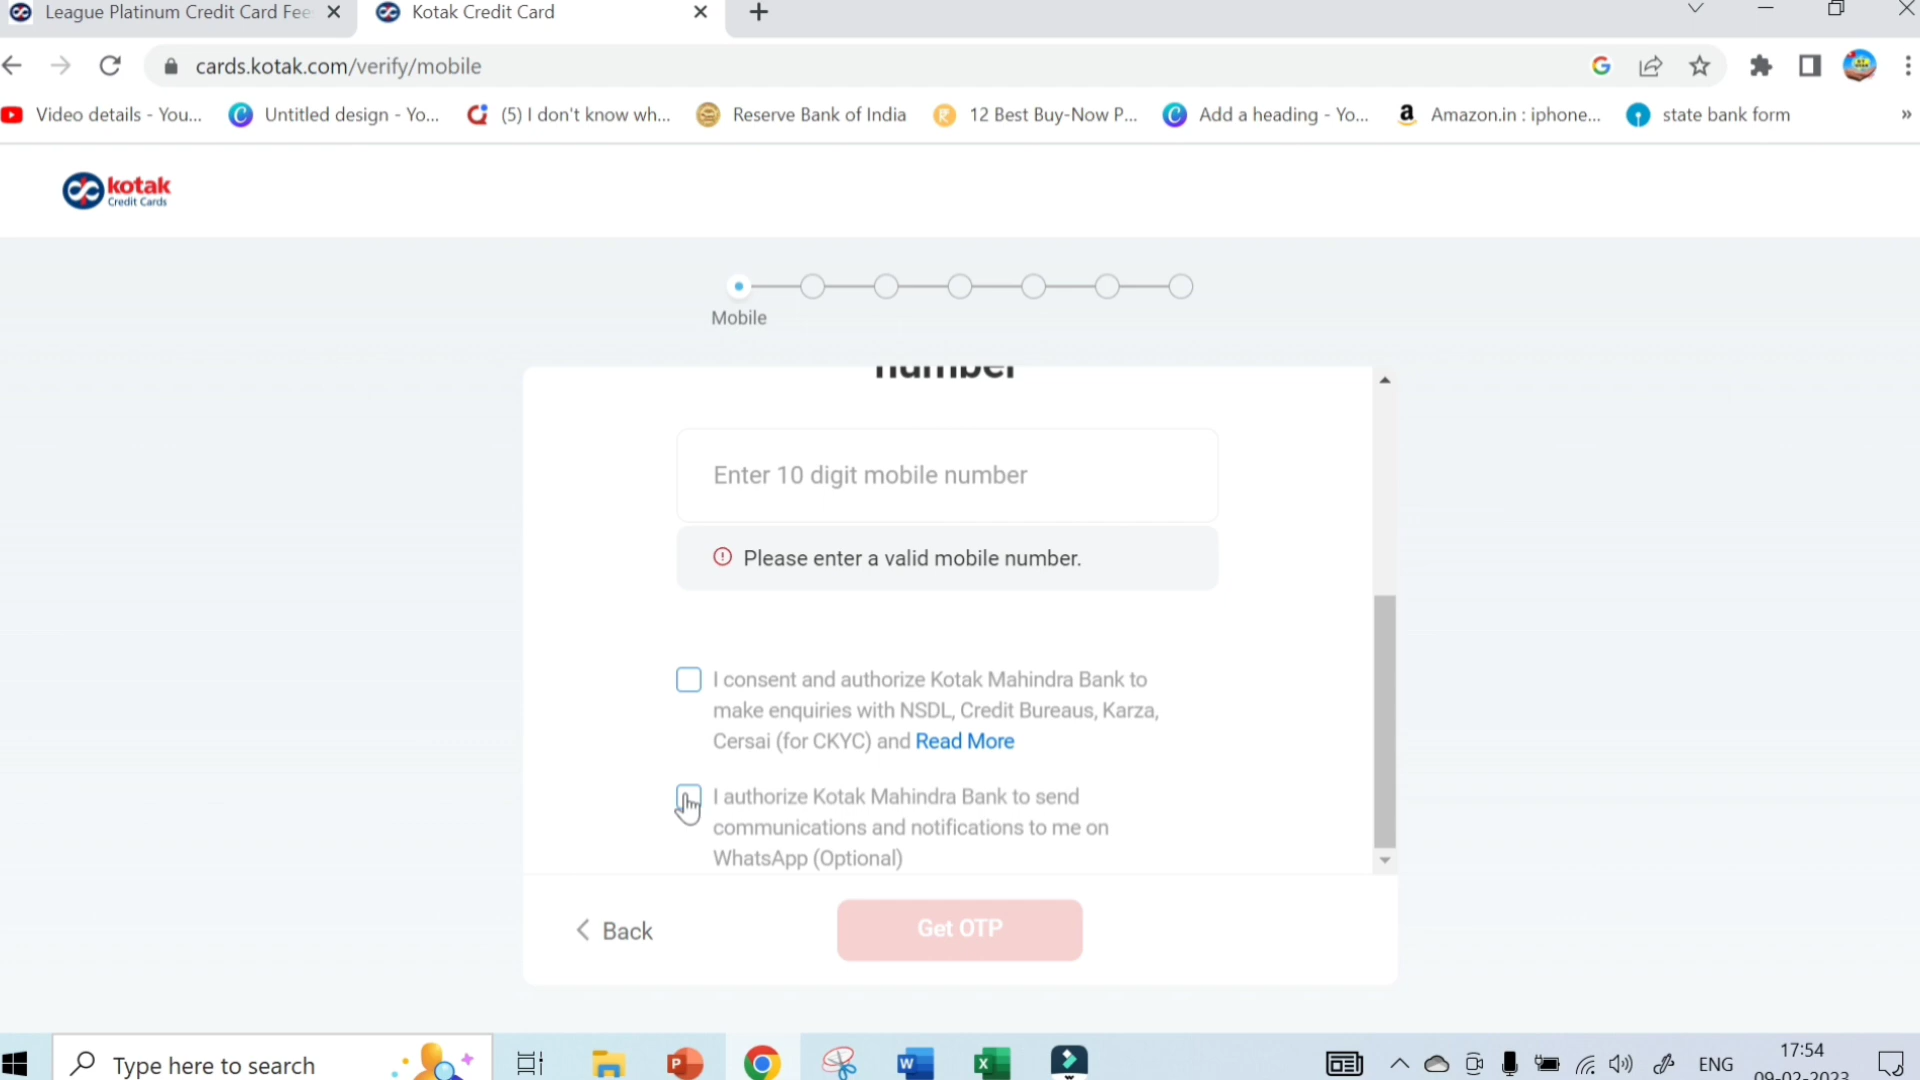 League Platinum Credit Card Fee
Kotak Credit Card
cards.kotak.com/verify/mobile
Video details - You...
Untitled design - Yo...
(5) I don't know wh...
Reserve Bank of India
12 Best Buy-Now P...
Add a heading - Yo...
Amazon.in : iphone...
state bank form
»
kotak
Credit Cards
Mobile
number
Enter 10 digit mobile number
Please enter a valid mobile number.
I consent and authorize Kotak Mahindra Bank to
make enquiries with NSDL, Credit Bureaus, Karza,
Cersai (for CKYC) and Read More
I authorize Kotak Mahindra Bank to send
communications and notifications to me on
WhatsApp (Optional)
Back
Get OTP
Type here to search
ENG
17:54
09-02-2023